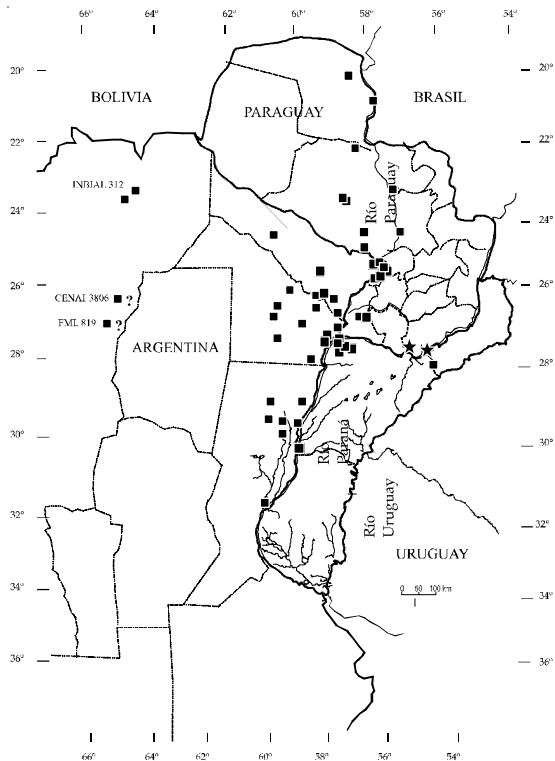 66° 64° 62° 60° 58° 56° 54°
20° 20°
BOLIVIA PARAGUAY BRASIL
22° 22°
INBIAL 312
Río Paraguay
24° 24°
26° 26°
CENAI 3806 ?
FML 819 ?
ARGENTINA
28° 28°
30° 30°
Río Paraná
Río Uruguay
32° 32°
URUGUAY
0 50 100 km
34° 34°
36° 36°
66° 64° 62° 60° 58° 56° 54°